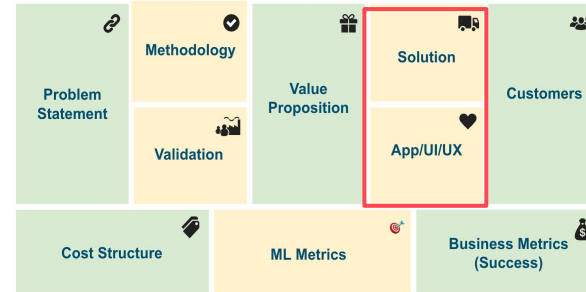 Problem
Statement
Methodology
Validation
Value
Proposition
Solution
App/UI/UX
Customers
Cost Structure
ML Metrics
Business Metrics
(Success)
$